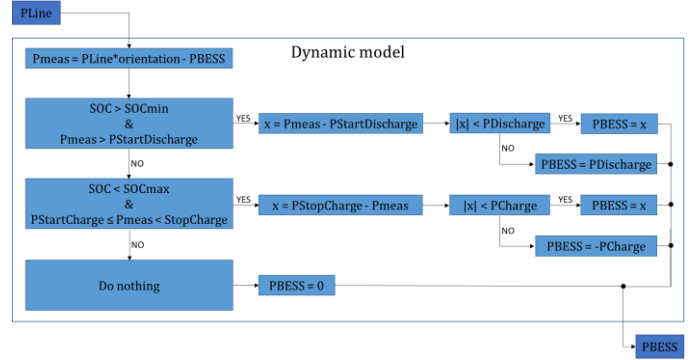 PLine
Dynamic model
Pmeas = PLine*orientation - PBESS
SOC > SOCmin
&
Pmeas > PStartDischarge
YES
x = Pmeas - PStartDischarge
|x| < PDischarge
YES
PBESS = x
NO
PBESS = PDischarge
NO
SOC < SOCmax
&
PStartCharge ≤ Pmeas < StopCharge
YES
x = PStopCharge - Pmeas
|x| < PCharge
YES
PBESS = x
NO
PBESS = -PCharge
NO
Do nothing
PBESS = 0
PBESS